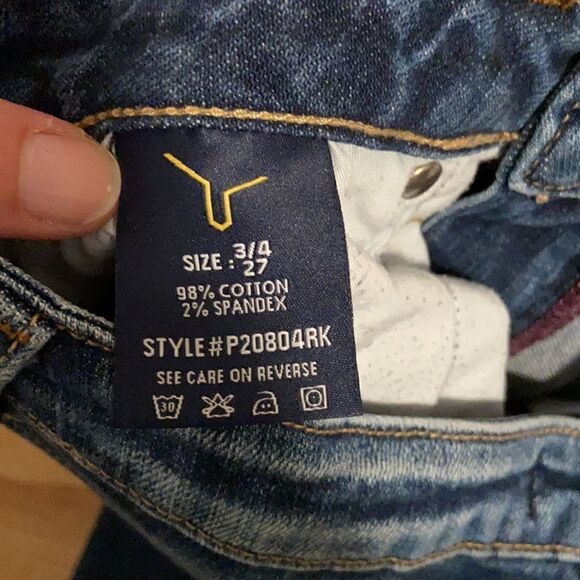 SIZE : 3/4
27
98% COTTON
2% SPANDEX
STYLE#P20804RK
SEE CARE ON REVERSE
30